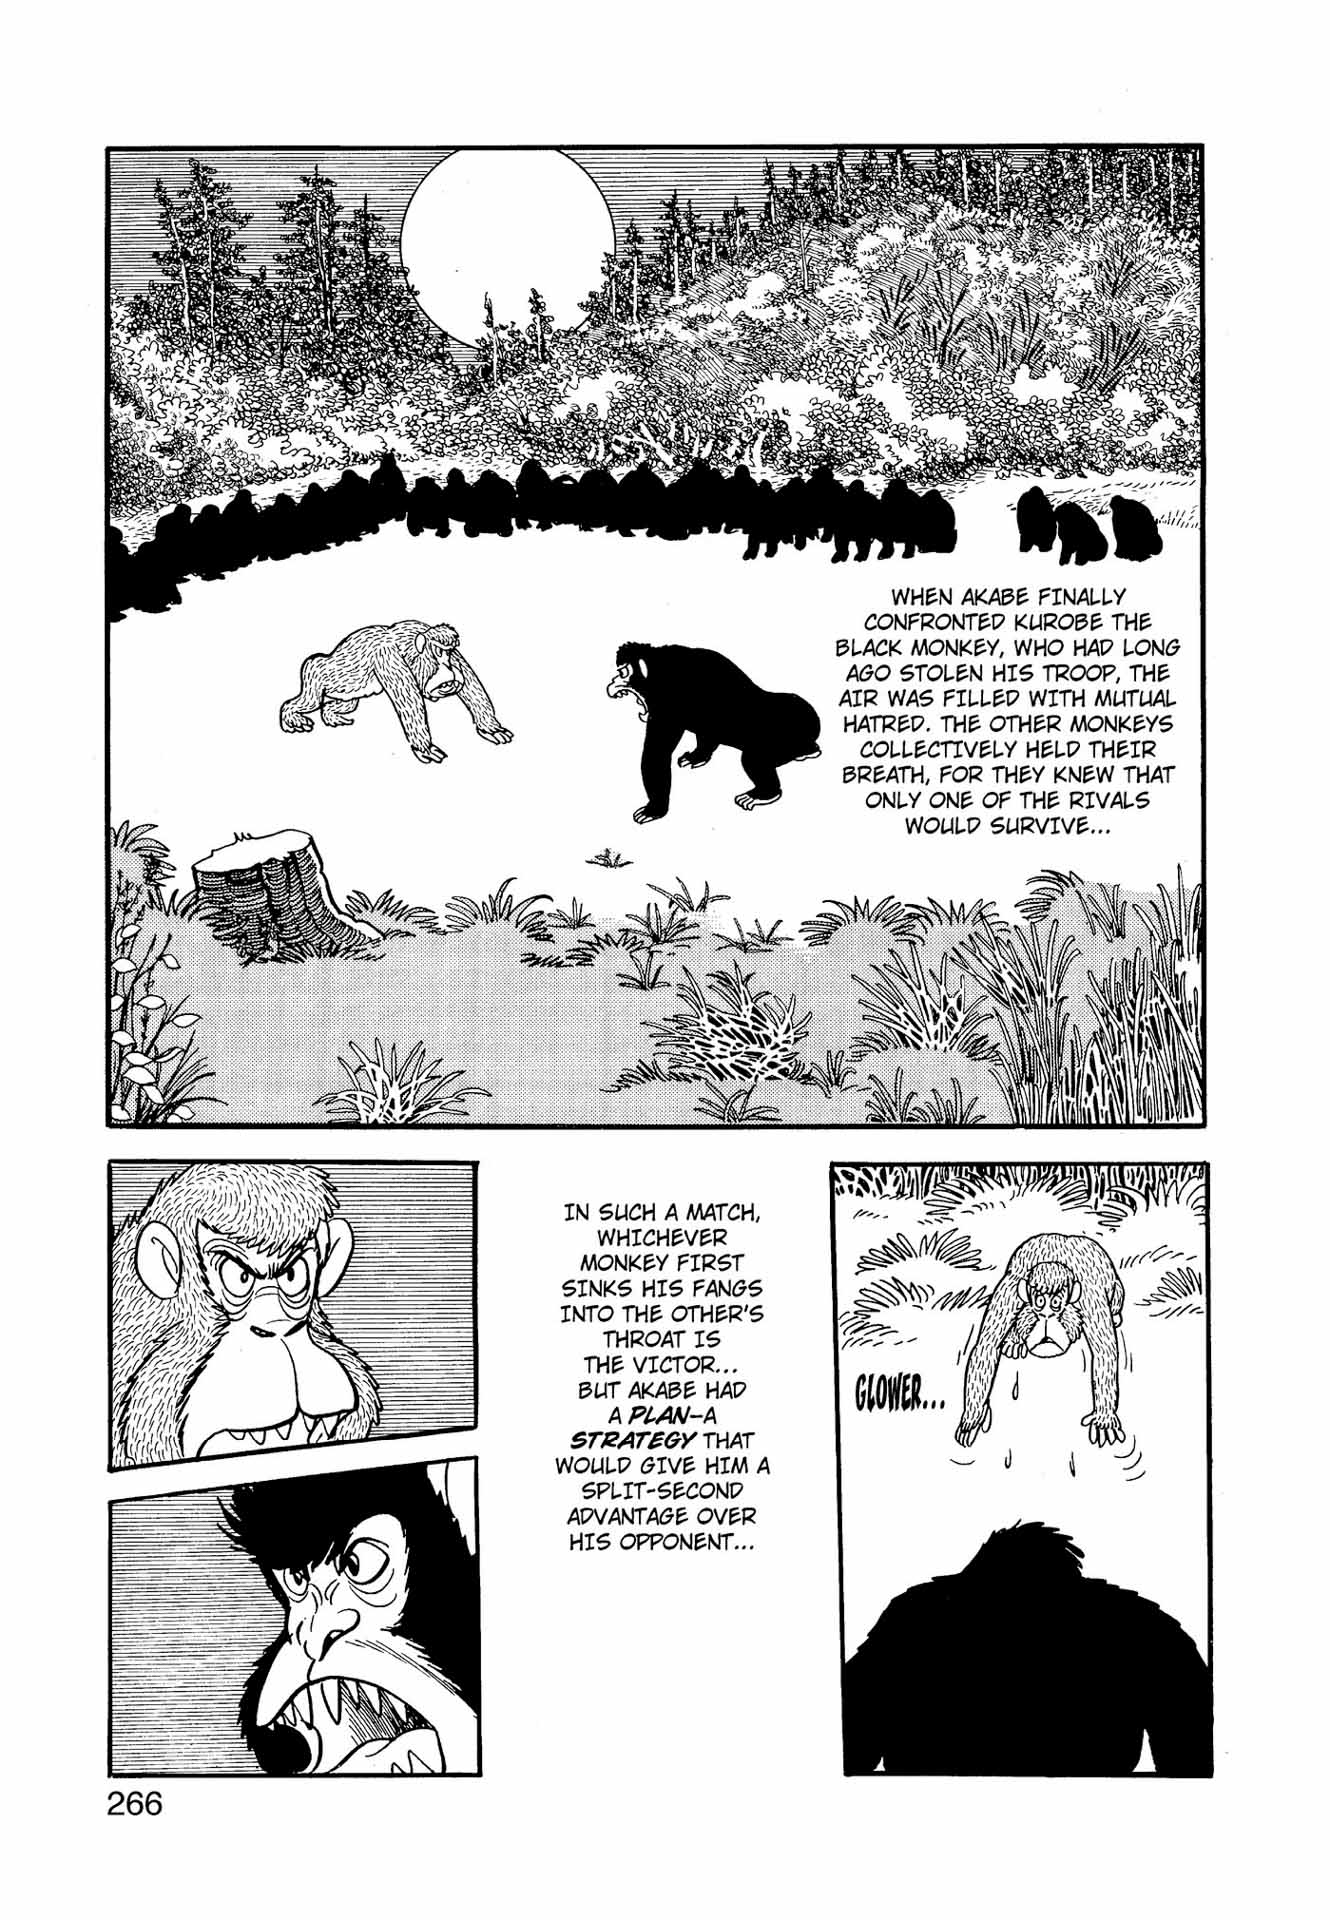 WHEN AKABE FINALLY
CONFRONTED KUROBE THE
BLACK MONKEY, WHO HAD LONG
AGO STOLEN HIS TROOP, THE
AIR WAS FILLED WITH MUTUAL
HATRED. THE OTHER MONKEYS
COLLECTIVELY HELD THEIR
BREATH, FOR THEY KNEW THAT
ONLY ONE OF THE RIVALS
WOULD SURVIVE...
IN SUCH A MATCH,
WHICHEVER
MONKEY FIRST
SINKS HIS FANGS
INTO THE OTHER'S
THROAT IS
THE VICTOR...
BUT AKABE HAD
A PLAN–A
STRATEGY THAT
WOULD GIVE HIM A
SPLIT-SECOND
ADVANTAGE OVER
HIS OPPONENT...
GLOWER...
266